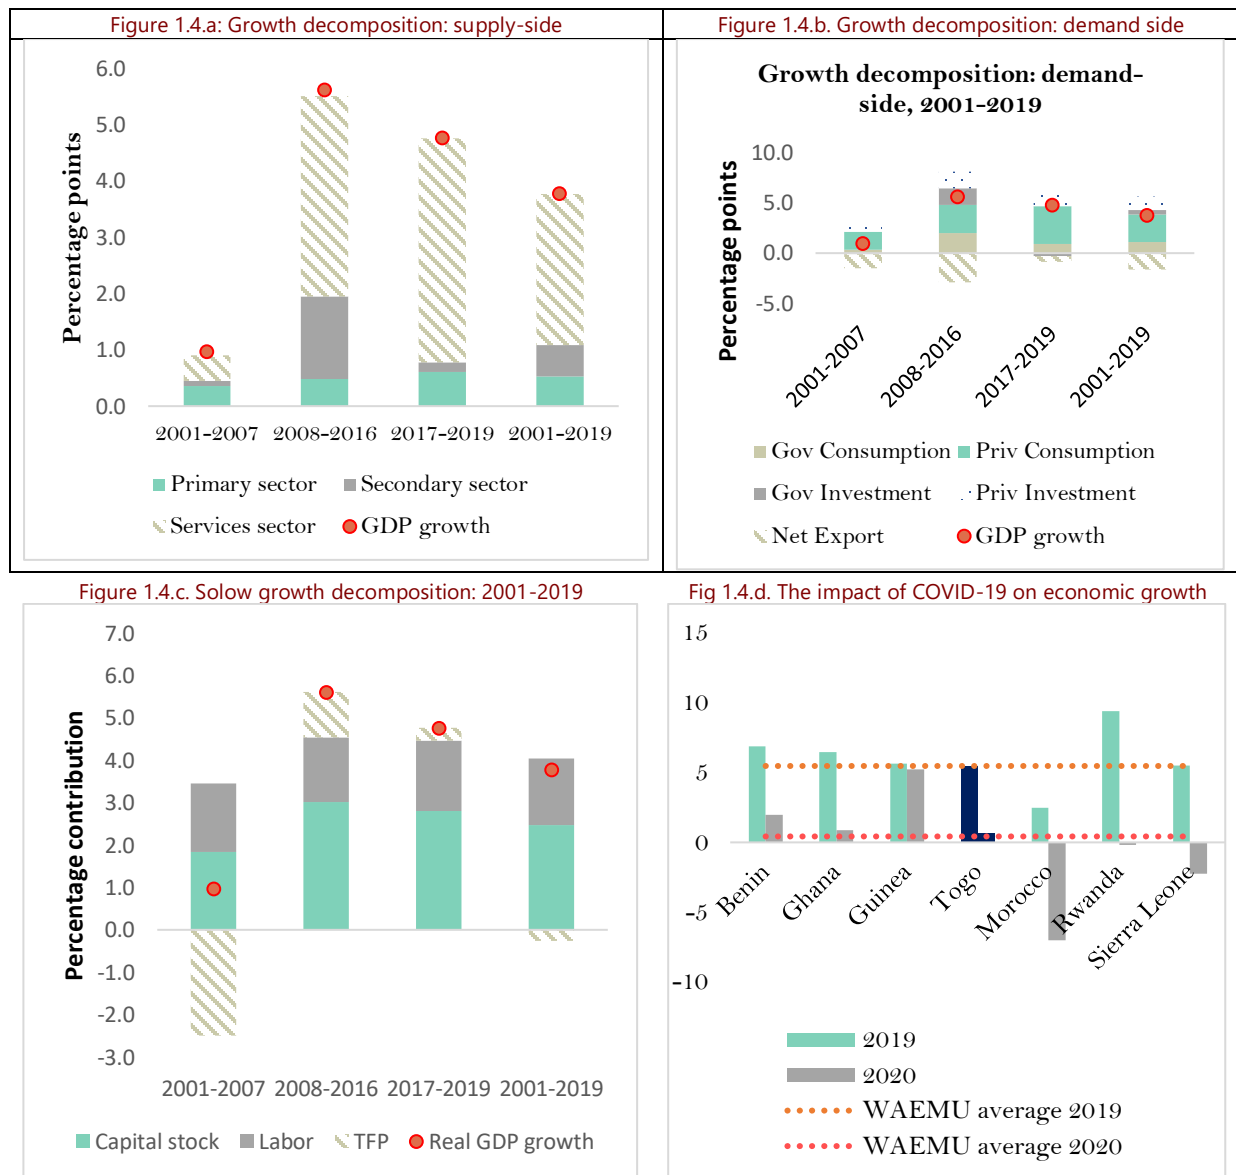 Figure 1.4.a: Growth decomposition: supply-side
6.0
5.0
4.0
3.0
2.0
1.0
0.0
Percentage points
2001-2007 2008-2016 2017-2019 2001-2019
Primary sector Secondary sector
Services sector GDP growth
Figure 1.4.b. Growth decomposition: demand side
Growth decomposition: demand-
side, 2001-2019
10.0
5.0
0.0
-5.0
Percentage points
2001-2007
2008-2016
2017-2019
2001-2019
Gov Consumption Priv Consumption
Gov Investment Priv Investment
Net Export GDP growth
Figure 1.4.c. Solow growth decomposition: 2001-2019
7.0
6.0
5.0
4.0
3.0
2.0
1.0
0.0
-1.0
-2.0
-3.0
Percentage contribution
2001-2007 2008-2016 2017-2019 2001-2019
Capital stock Labor TFP Real GDP growth
Fig 1.4.d. The impact of COVID-19 on economic growth
15
10
5
0
-5
-10
Benin
Ghana
Guinea
Togo
Morocco
Rwanda
Sierra Leone
2019
2020
WAEMU average 2019
WAEMU average 2020